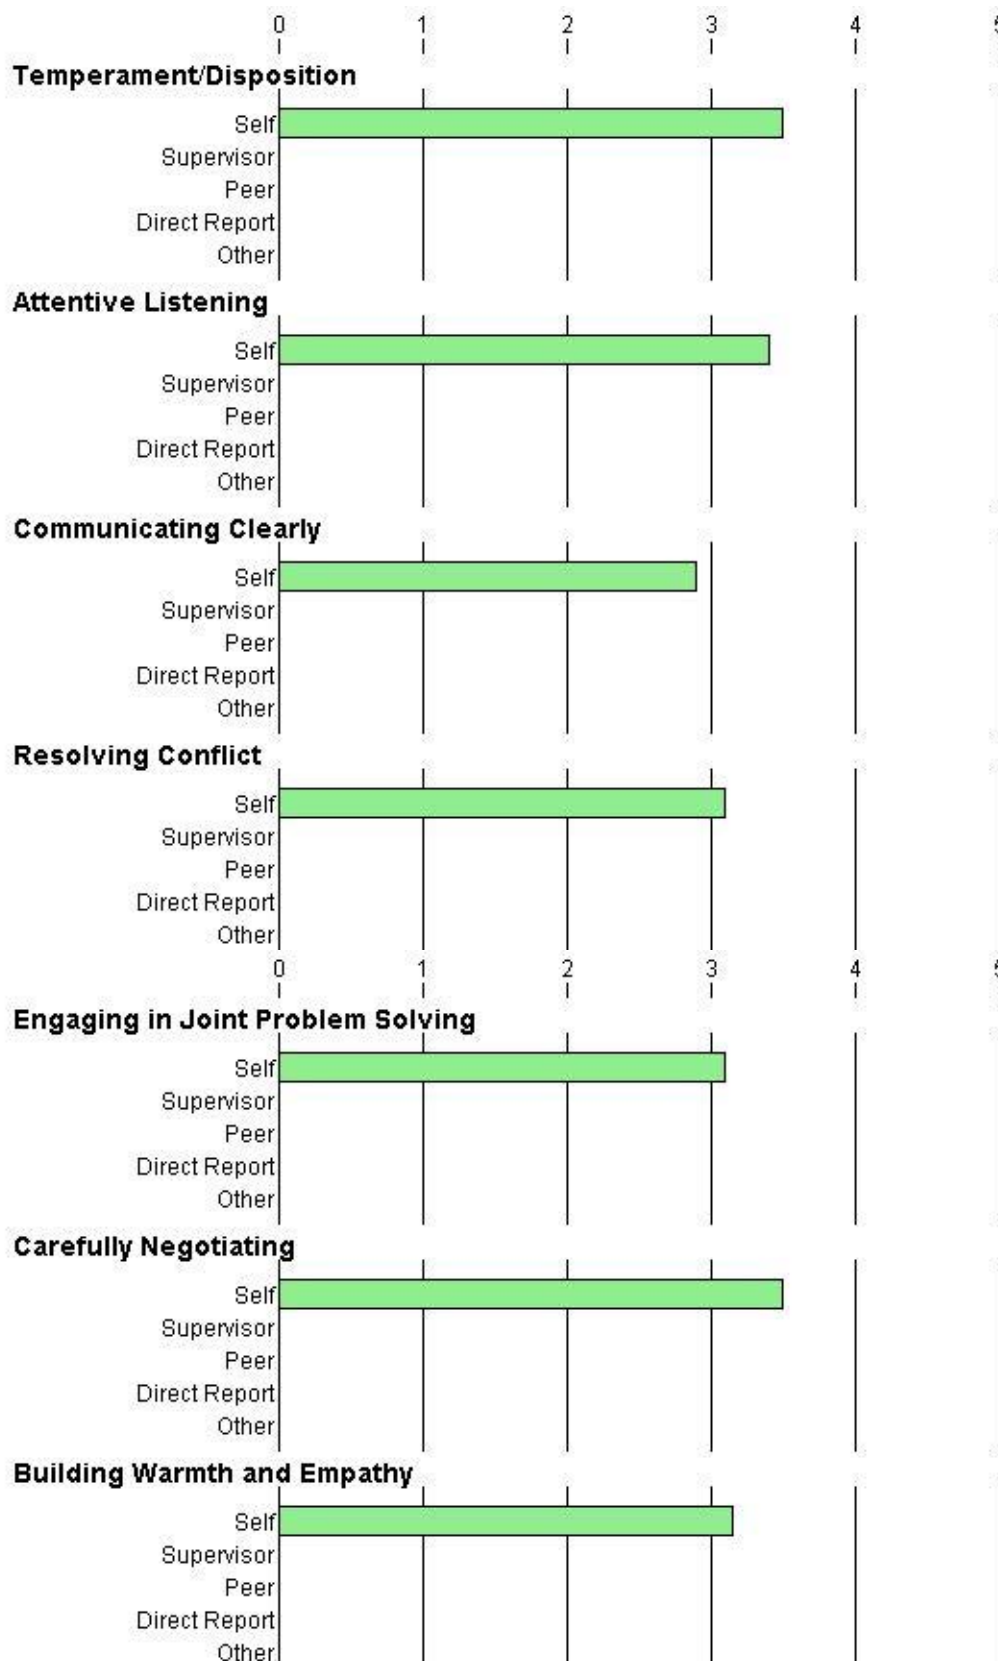 0 1 2 3 4 5
Temperament/Disposition
Self
Supervisor
Peer
Direct Report
Other
Attentive Listening
Self
Supervisor
Peer
Direct Report
Other
Communicating Clearly
Self
Supervisor
Peer
Direct Report
Other
Resolving Conflict
Self
Supervisor
Peer
Direct Report
Other
0 1 2 3 4 5
Engaging in Joint Problem Solving
Self
Supervisor
Peer
Direct Report
Other
Carefully Negotiating
Self
Supervisor
Peer
Direct Report
Other
Building Warmth and Empathy
Self
Supervisor
Peer
Direct Report
Other